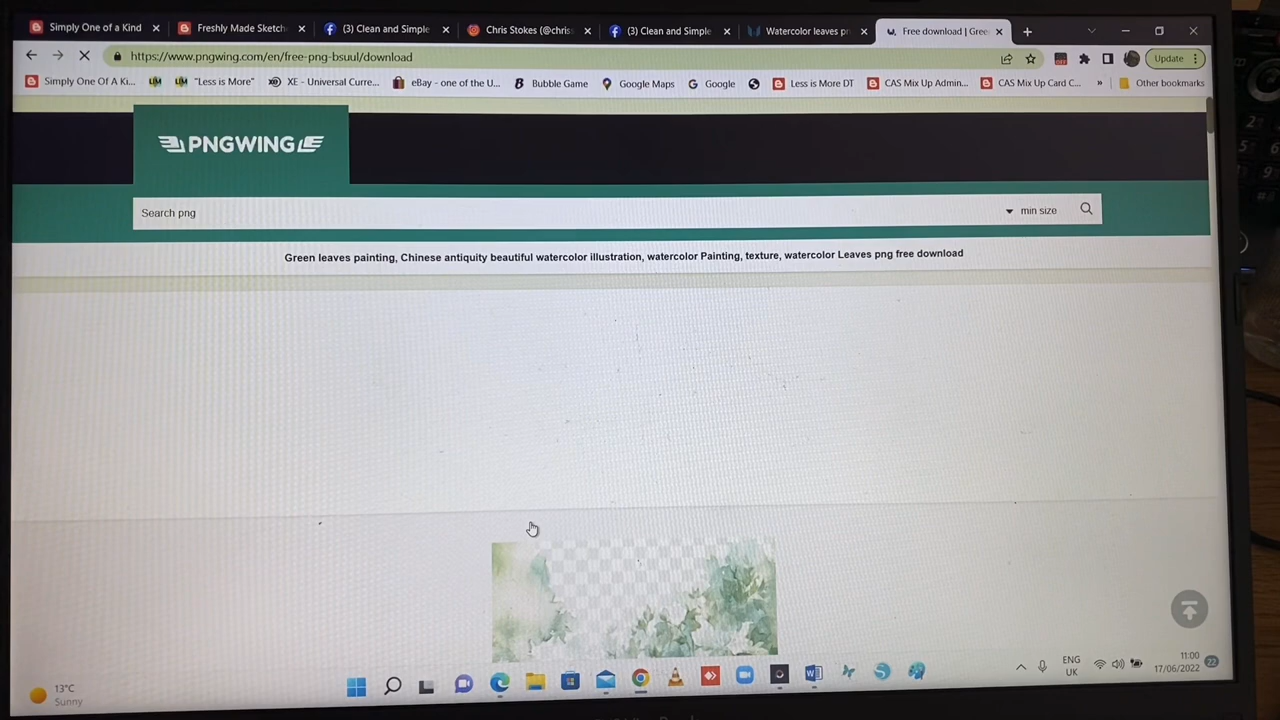 Simply One of a Kind
Freshly Made Sketch
(3) Clean and Simple
Chris Stokes (@chris
(3) Clean and Simple
Watercolor leaves pn
Free download | Gree
https://www.pngwing.com/en/free-png-bsuul/download
Update
Simply One Of A Ki...
"Less is More"
XE - Universal Curre...
eBay - one of the U...
Bubble Game
Google Maps
Google
Less is More DT
CAS Mix Up Admin...
CAS Mix Up Card C...
»
Other bookmarks
PNGWING
Search png
min size
Green leaves painting, Chinese antiquity beautiful watercolor illustration, watercolor Painting, texture, watercolor Leaves png free download
13°C
Sunny
ENG
UK
11:00
17/06/2022
22